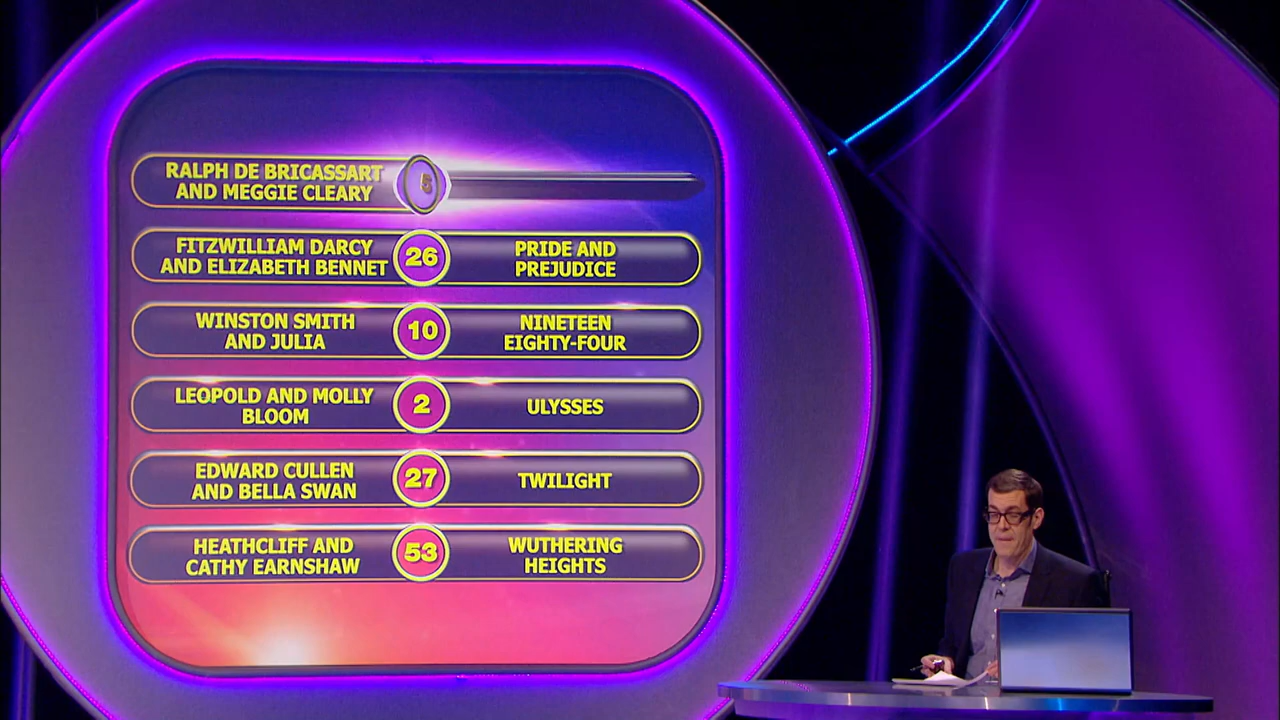 RALPH DE BRICASSART
AND MEGGIE CLEARY
5
FITZWILLIAM DARCY
AND ELIZABETH BENNET
26
PRIDE AND
PREJUDICE
WINSTON SMITH
AND JULIA
10
NINETEEN
EIGHTY-FOUR
LEOPOLD AND MOLLY
BLOOM
2
ULYSSES
EDWARD CULLEN
AND BELLA SWAN
27
TWILIGHT
HEATHCLIFF AND
CATHY EARNSHAW
53
WUTHERING
HEIGHTS